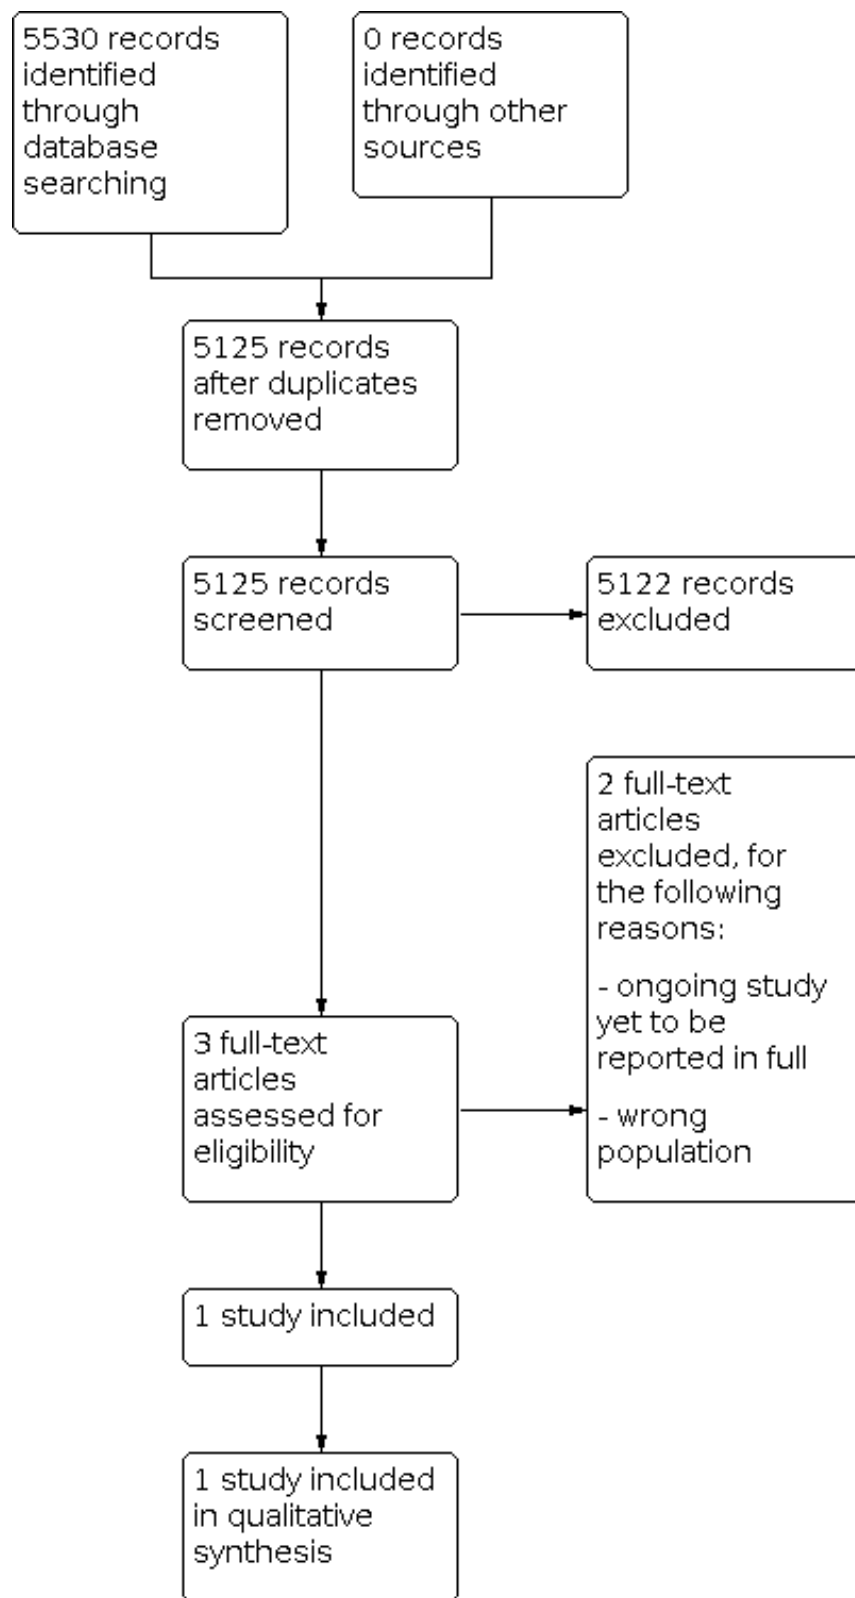 5530 records
identified
through
database
searching
0 records
identified
through other
sources
5125 records
after duplicates
removed
5125 records
screened
5122 records
excluded
2 full-text
articles
excluded, for
the following
reasons:
- ongoing study
yet to be
reported in full
- wrong
population
3 full-text
articles
assessed for
eligibility
1 study included
1 study included
in qualitative
synthesis